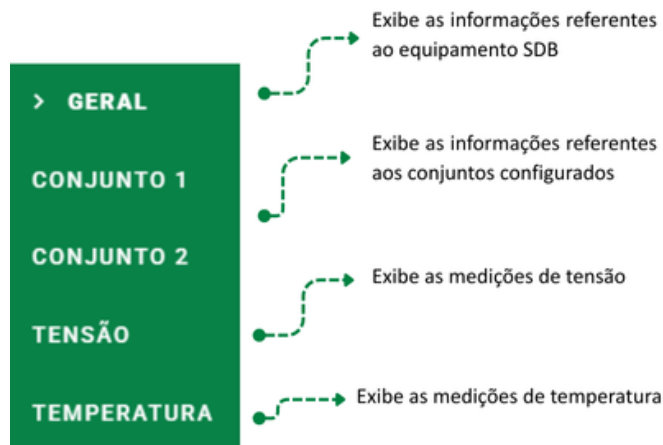 Exibe as informações referentes
ao equipamento SDB
> GERAL
Exibe as informações referentes
aos conjuntos configurados
CONJUNTO 1
CONJUNTO 2
Exibe as medições de tensão
TENSÃO
Exibe as medições de temperatura
TEMPERATURA